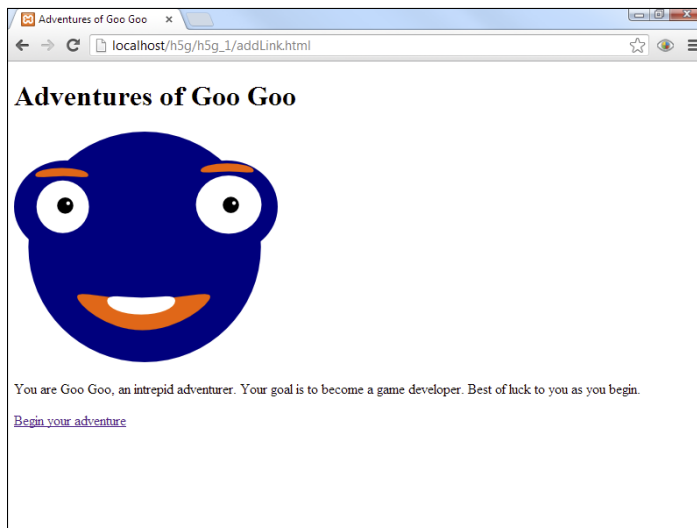 Adventures of Goo Goo
localhost/h5g/h5g_1/addLink.html
Adventures of Goo Goo
You are Goo Goo, an intrepid adventurer. Your goal is to become a game developer. Best of luck to you as you begin.
Begin your adventure